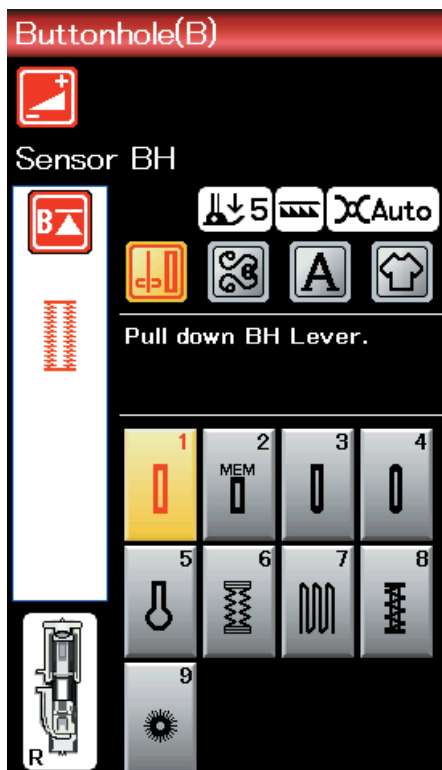 Buttonhole(B)
+
-
Sensor BH
B
5
Auto
B
A
Pull down BH Lever.
1
2
3
4
MEM
5
6
7
8
9
R